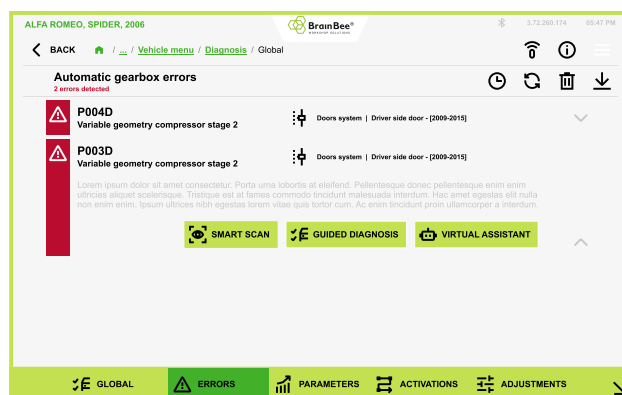 ALFA ROMEO, SPIDER, 2006
BrainBee®
WORKSHOP SOLUTIONS
3.72.260.174
05:47 PM
BACK / ... / Vehicle menu / Diagnosis / Global
Automatic gearbox errors
2 errors detected
P004D
Variable geometry compressor stage 2
Doors system | Driver side door - [2009-2015]
P003D
Variable geometry compressor stage 2
Doors system | Driver side door - [2009-2015]
Lorem ipsum dolor sit amet consectetur. Porta urna lobortis at eleifend. Pellentesque donec pellentesque enim enim
ultricies aliquet scelerisque. Tristique est at fames commodo tincidunt malesuada interdum. Hac amet egestas elit nulla
non enim enim. Ipsum ultrices nibh egestas lorem vitae quis tortor cum. Ac enim tincidunt proin ullamcorper a interdum.
SMART SCAN
GUIDED DIAGNOSIS
VIRTUAL ASSISTANT
GLOBAL
ERRORS
PARAMETERS
ACTIVATIONS
ADJUSTMENTS